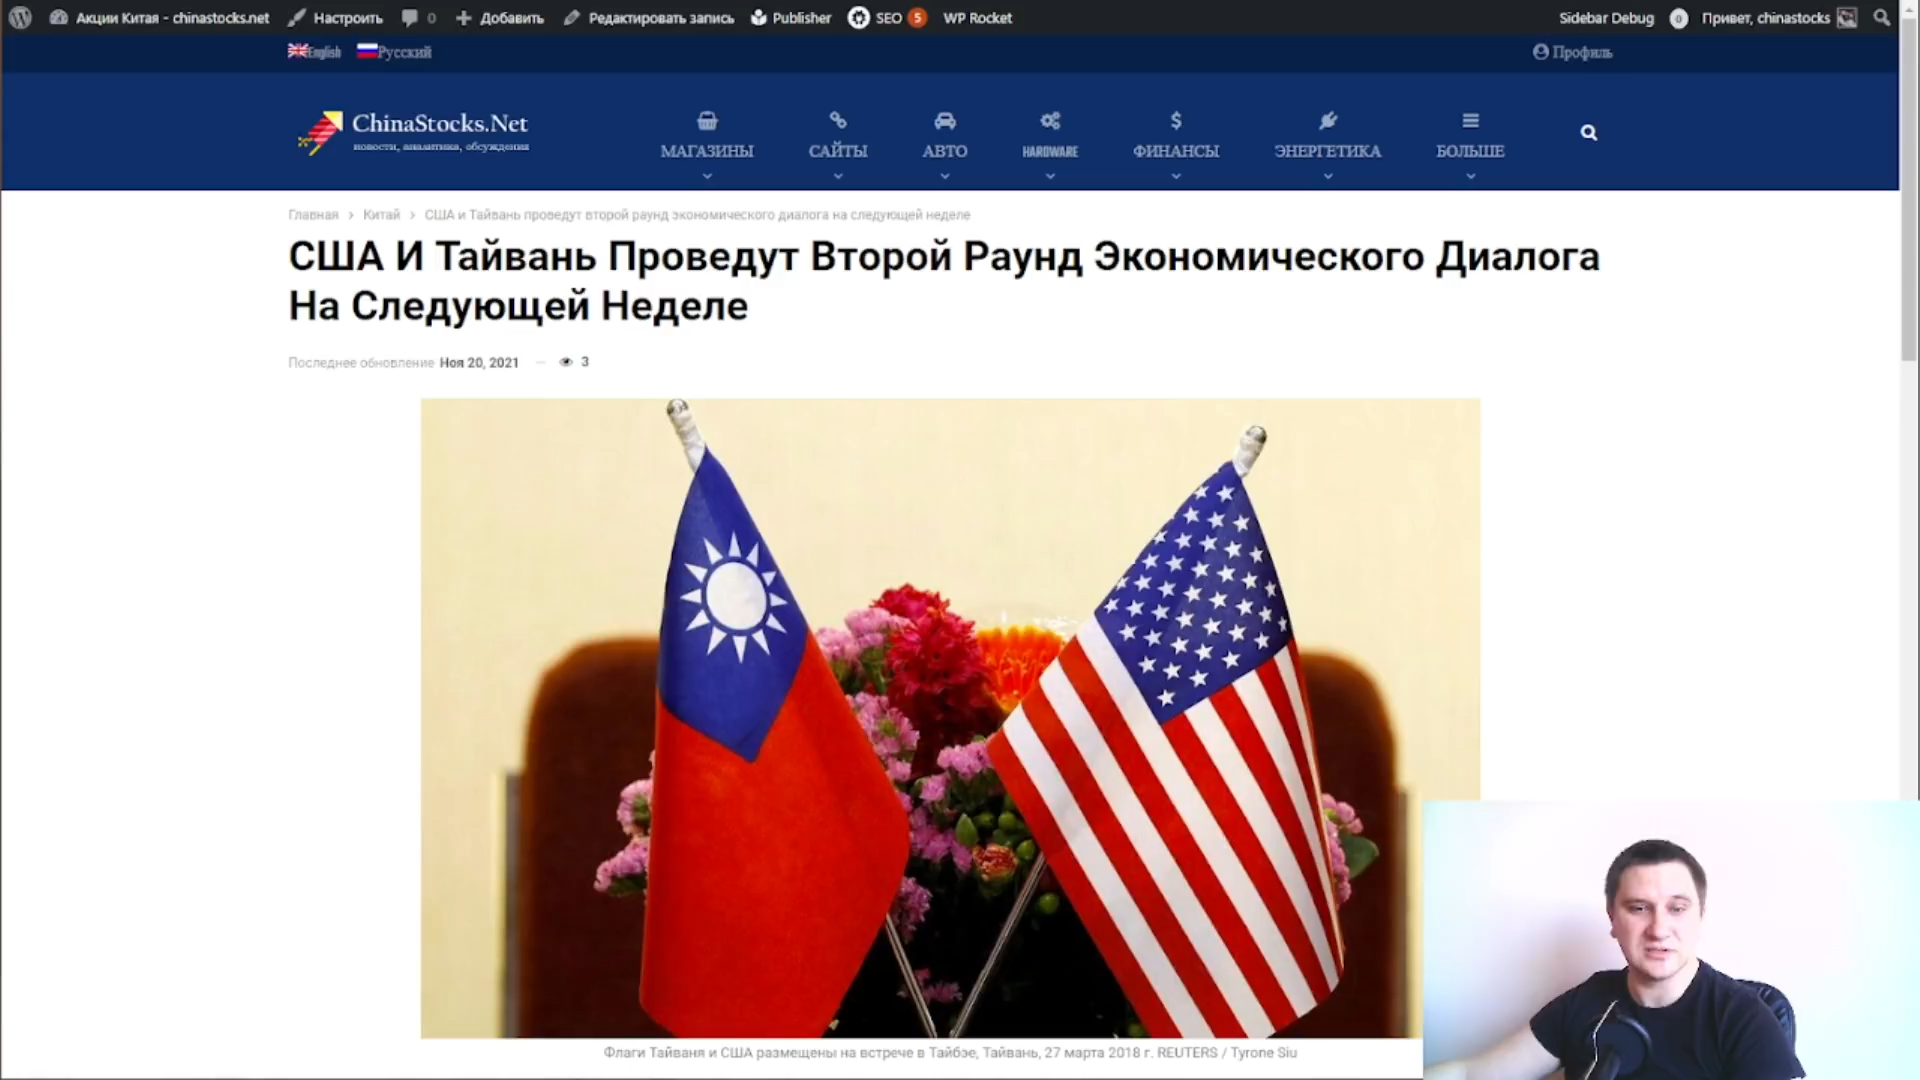 Акции Китая - chinastocks.net
Настроить
0
Добавить
Редактировать запись
Publisher
SEO 5
WP Rocket
Sidebar Debug 0
Привет, chinastocks
English
Русский
Профиль
ChinaStocks.Net
новости, аналитика, обсуждения
МАГАЗИНЫ
САЙТЫ
АВТО
HARDWARE
ФИНАНСЫ
ЭНЕРГЕТИКА
БОЛЬШЕ
Главная > Китай > США и Тайвань проведут второй раунд экономического диалога на следующей неделе
США И Тайвань Проведут Второй Раунд Экономического Диалога
На Следующей Неделе
Последнее обновление Ноя 20, 2021 — 3
Флаги Тайваня и США размещены на встрече в Тайбэе, Тайвань, 27 марта 2018 г. REUTERS / Tyrone Siu